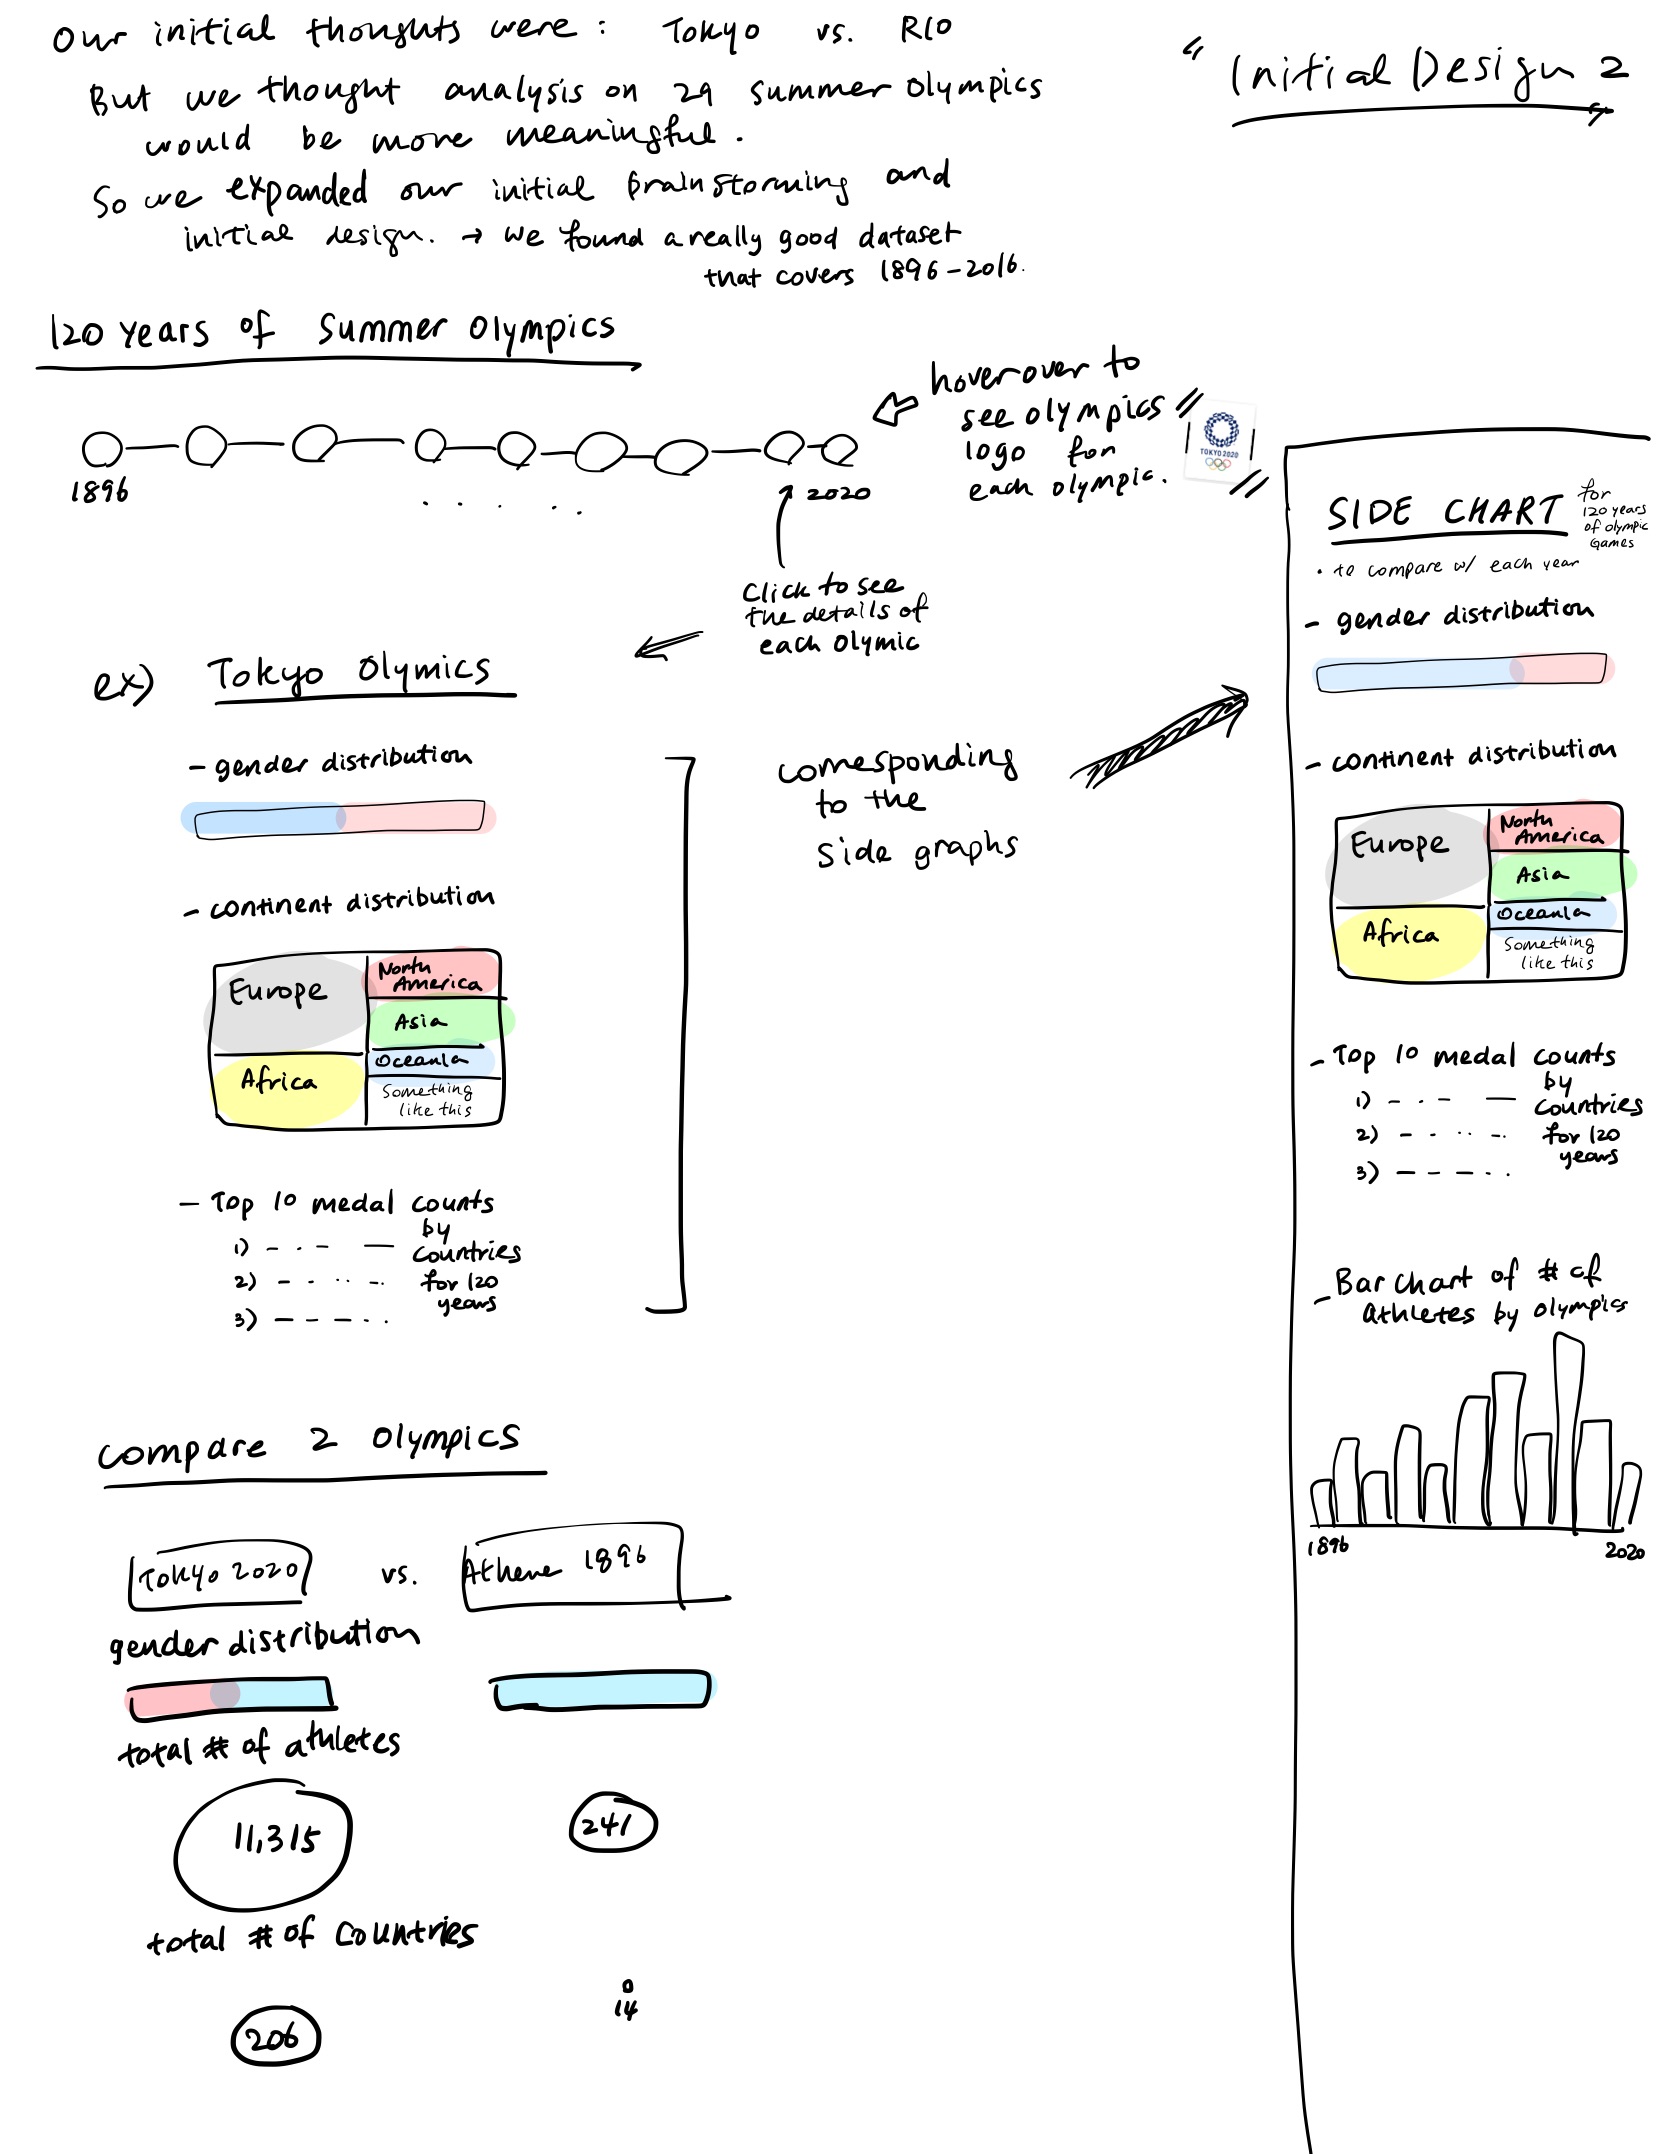 Our initial thoughts were : Tokyo vs. RIO
But we thought analysis on 29 summer Olympics
would be more meaningful.
So we expanded our initial brainstorming and
initial design. → We found a really good dataset
that covers 1896-2016.
" Initial Design 2 "
120 years of Summer Olympics
1896
. . . . .
2020
hover over to
see olympics
logo for
each olympic.
TOKYO 2020
Click to see
the details of
each Olymic
ex) Tokyo Olymics
- gender distribution
- continent distribution
Europe
North
America
Asia
Oceania
Africa
Something
like this
- Top 10 medal counts
by
countries
for 120
years
1)
2)
3)
corresponding
to the
side graphs
SIDE CHART
for
120 years
of olympic
Games
• to compare w/ each year
- gender distribution
- continent distribution
Europe
North
America
Asia
Oceania
Africa
Something
like this
- Top 10 medal counts
by
countries
for 120
years
1)
2)
3)
- Bar chart of # of
athletes by olympics
1896
2020
compare 2 Olympics
Tokyo 2020 vs. Athene 1896
gender distribution
total # of athletes
11,315
241
total # of countries
206
14